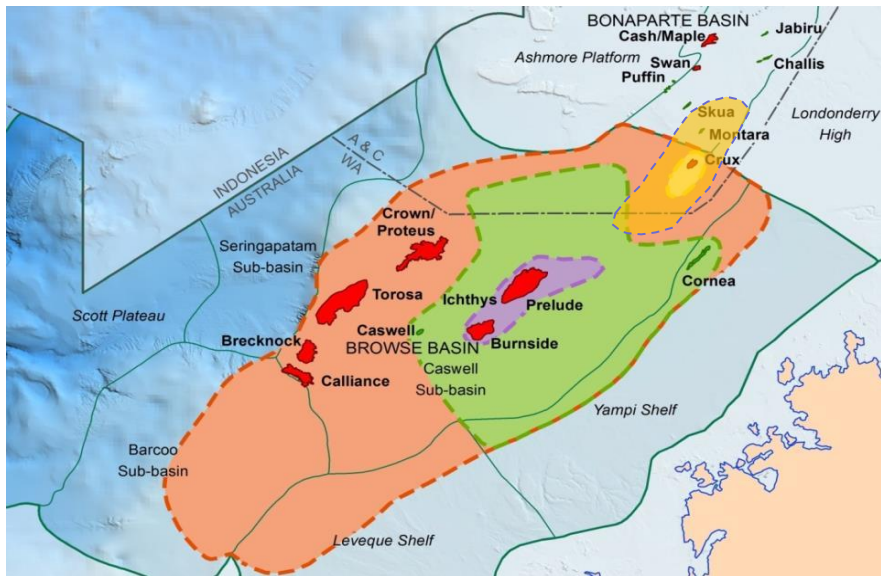 BONAPARTE BASIN
Cash/Maple
Jabiru
Ashmore Platform
Swan
Challis
Puffin
Skua
Londonderry
High
Montara
Crux
A & C
WA
INDONESIA
AUSTRALIA
Crown/
Proteus
Seringapatam
Sub-basin
Cornea
Torosa
Ichthys
Prelude
Scott Plateau
Caswell
Brecknock
BROWSE BASIN
Burnside
Calliance
Caswell
Sub-basin
Yampi Shelf
Barcoo
Sub-basin
Leveque Shelf